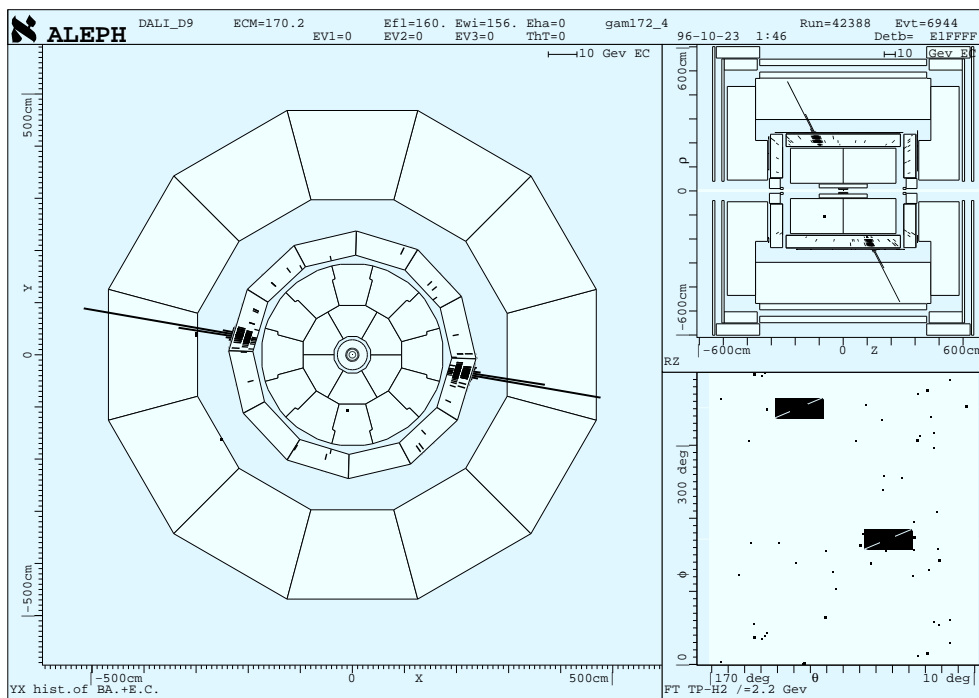 ℵ ALEPH DALI_D9 ECM=170.2 Efl=160. Ewi=156. Eha=0 gam172_4 Run=42388 Evt=6944
EV1=0 EV2=0 EV3=0 ThT=0 96-10-23 1:46 Detb= E1FFFF
10 Gev EC
500cm
Y
0
-500cm
-500cm 0 X 500cm
YX hist.of BA.+E.C.
10 Gev EC
600cm
ρ
0
-600cm
-600cm 0 Z 600cm
RZ
300 deg
φ
0
170 deg θ 10 deg
FT TP-H2 /=2.2 Gev